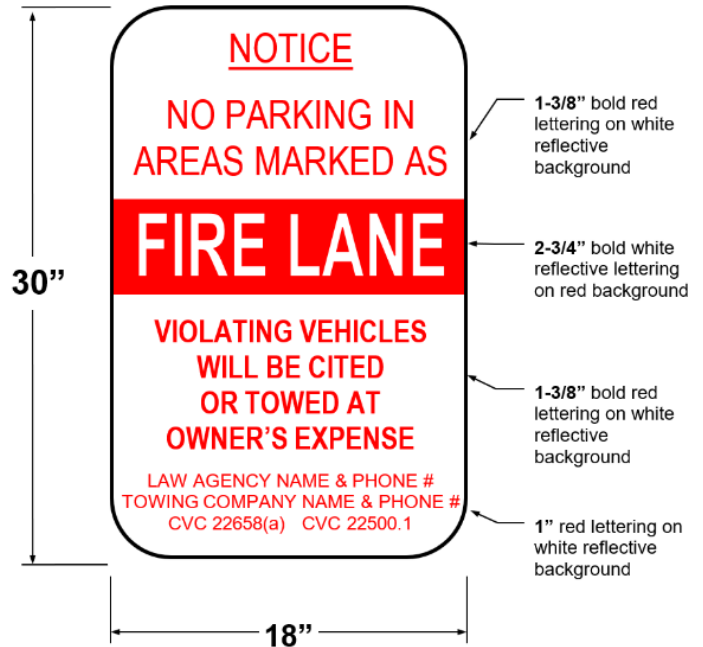 NOTICE
NO PARKING IN
AREAS MARKED AS
FIRE LANE
VIOLATING VEHICLES
WILL BE CITED
OR TOWED AT
OWNER’S EXPENSE
LAW AGENCY NAME & PHONE #
TOWING COMPANY NAME & PHONE #
CVC 22658(a) CVC 22500.1
30”
18”
1-3/8” bold red
lettering on white
reflective
background
2-3/4” bold white
reflective lettering
on red background
1-3/8” bold red
lettering on white
reflective
background
1” red lettering on
white reflective
background